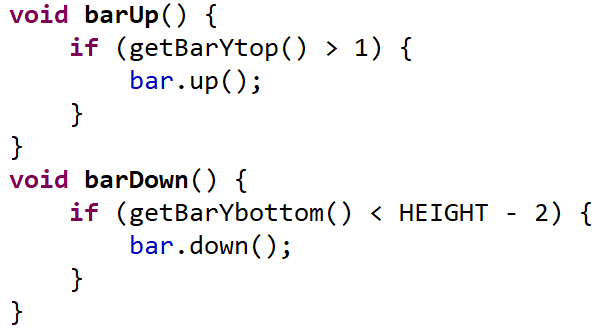 void barUp() {
    if (getBarYtop() > 1) {
        bar.up();
    }
}
void barDown() {
    if (getBarYbottom() < HEIGHT - 2) {
        bar.down();
    }
}